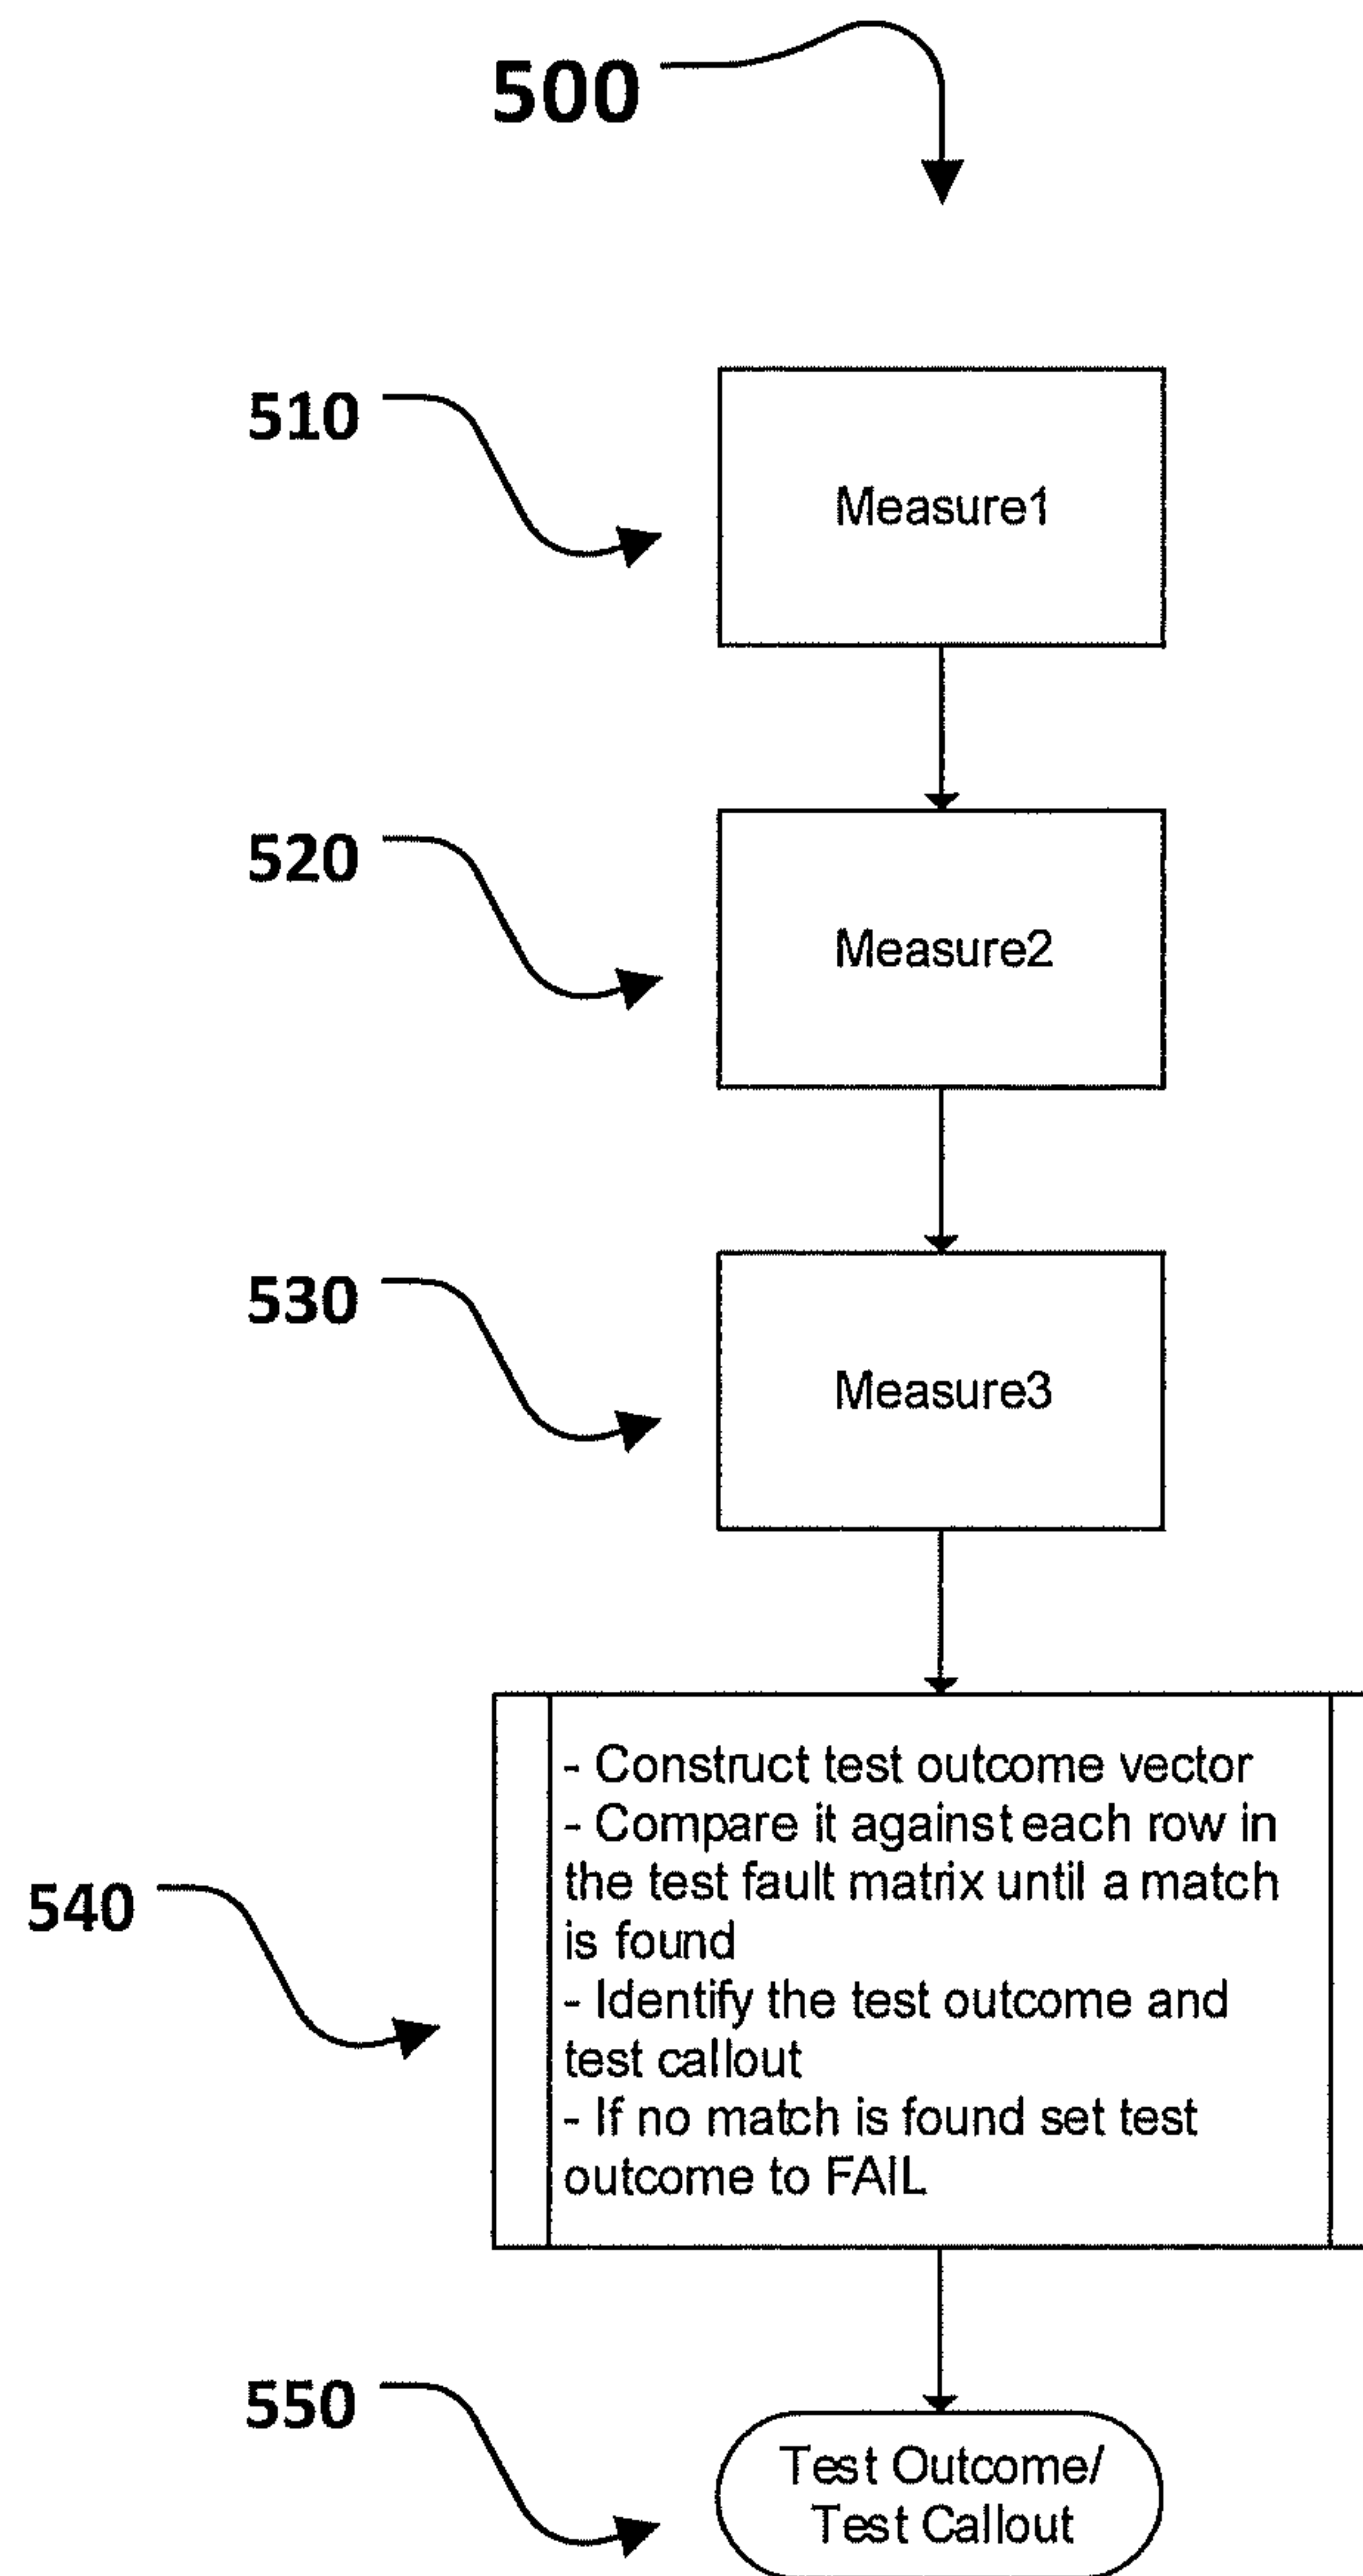 500
510
Measure1
520
Measure2
530
Measure3
540
- Construct test outcome vector
- Compare it against each row in
the test fault matrix until a match
is found
- Identify the test outcome and
test callout
- If no match is found set test
outcome to FAIL
550
Test Outcome/
Test Callout